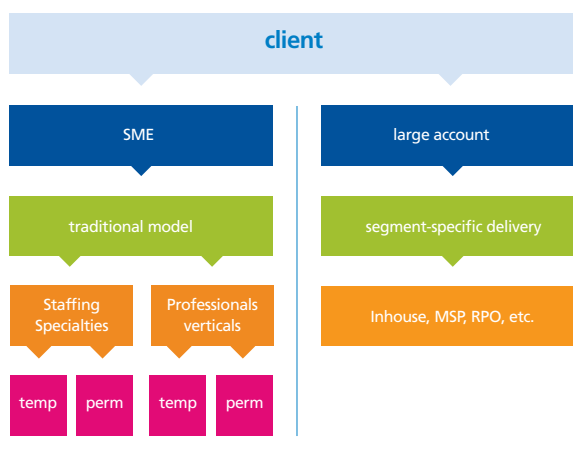 client
SME
large account
traditional model
segment-specific delivery
Staffing
Specialties
Professionals
verticals
Inhouse, MSP, RPO, etc.
temp
perm
temp
perm